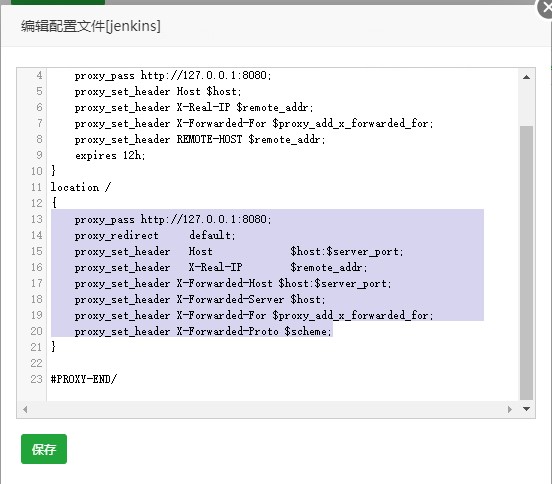 编辑配置文件[jenkins]
4 proxy_pass http://127.0.0.1:8080;
5 proxy_set_header Host $host;
6 proxy_set_header X-Real-IP $remote_addr;
7 proxy_set_header X-Forwarded-For $proxy_add_x_forwarded_for;
8 proxy_set_header REMOTE-HOST $remote_addr;
9 expires 12h;
10 }
11 location /
12 {
13 proxy_pass http://127.0.0.1:8080;
14 proxy_redirect default;
15 proxy_set_header Host $host:$server_port;
16 proxy_set_header X-Real-IP $remote_addr;
17 proxy_set_header X-Forwarded-Host $host:$server_port;
18 proxy_set_header X-Forwarded-Server $host;
19 proxy_set_header X-Forwarded-For $proxy_add_x_forwarded_for;
20 proxy_set_header X-Forwarded-Proto $scheme;
21 }
22
23 #PROXY-END/
保存